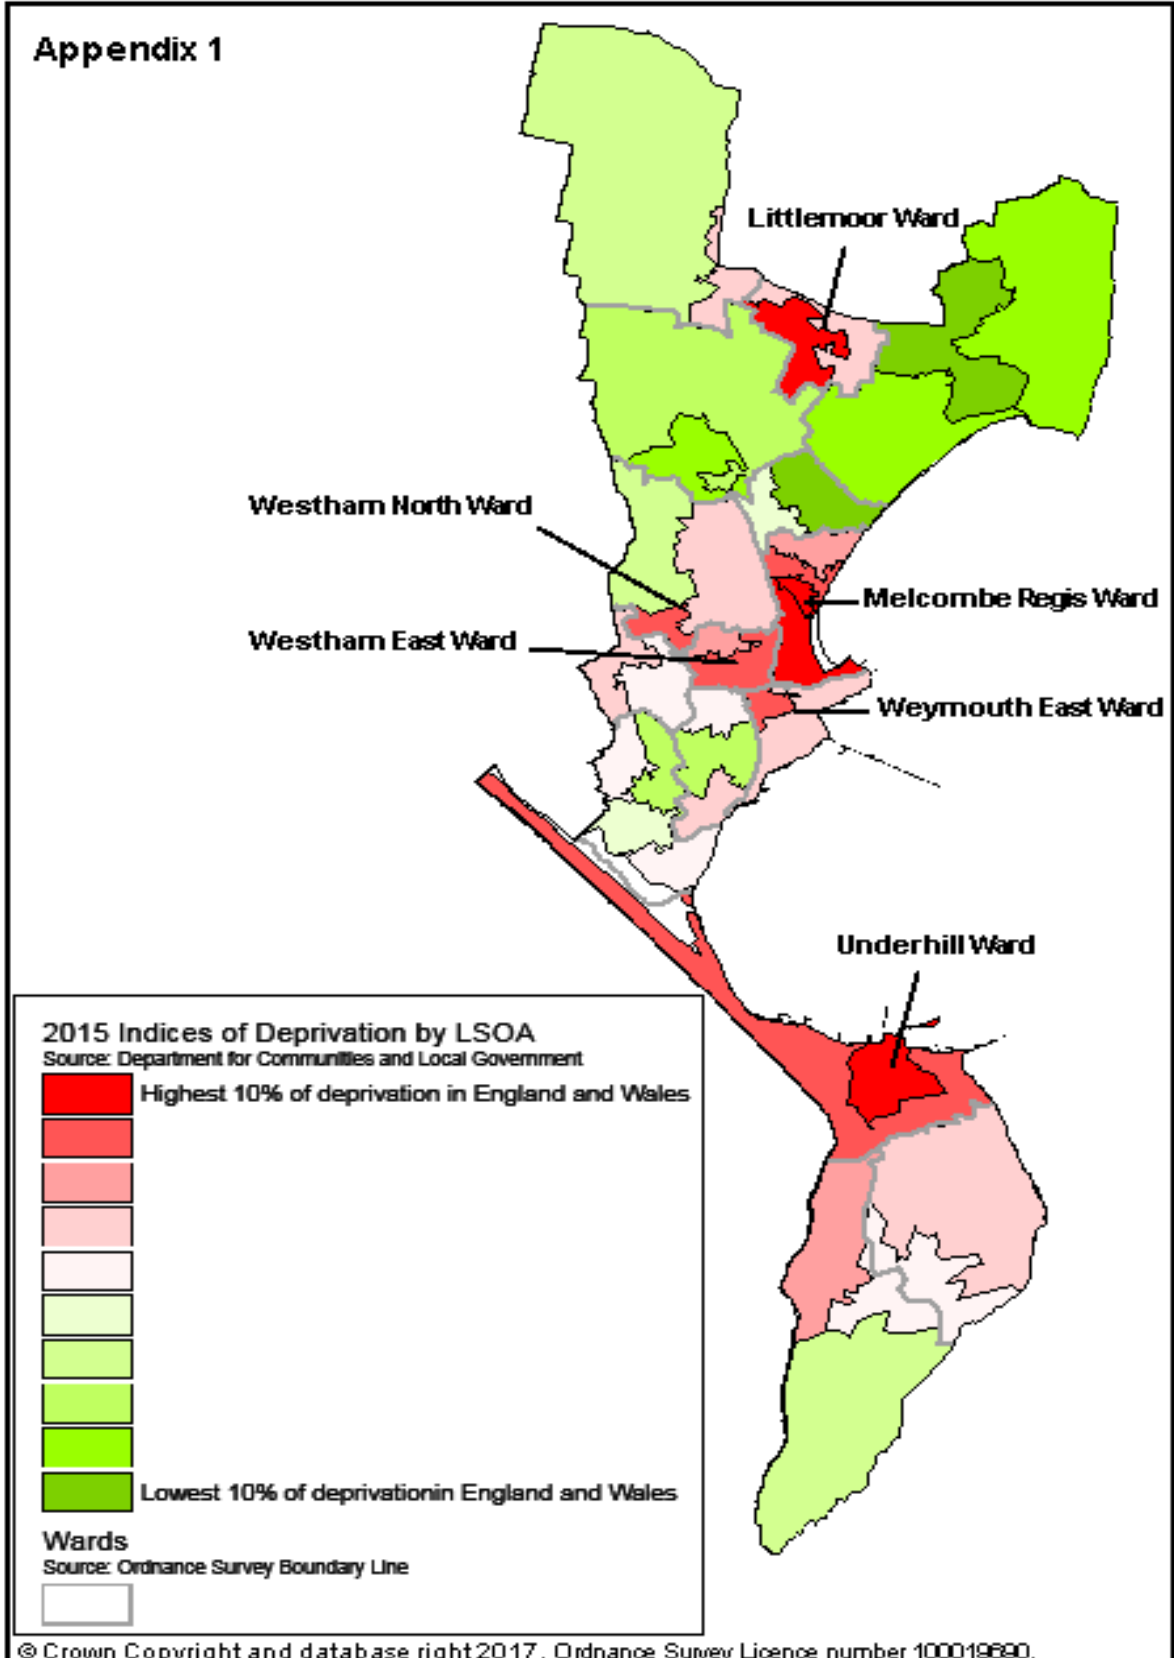 Appendix 1
Littlemoor Ward
Westham North Ward
Melcombe Regis Ward
Westham East Ward
Weymouth East Ward
Underhill Ward
2015 Indices of Deprivation by LSOA
Source: Department for Communities and Local Government
Highest 10% of deprivation in England and Wales
Lowest 10% of deprivationin England and Wales
Wards
Source: Ordnance Survey Boundary Line
© Crown Copyright and database right 2017. Ordnance Survey Licence number 100019690.